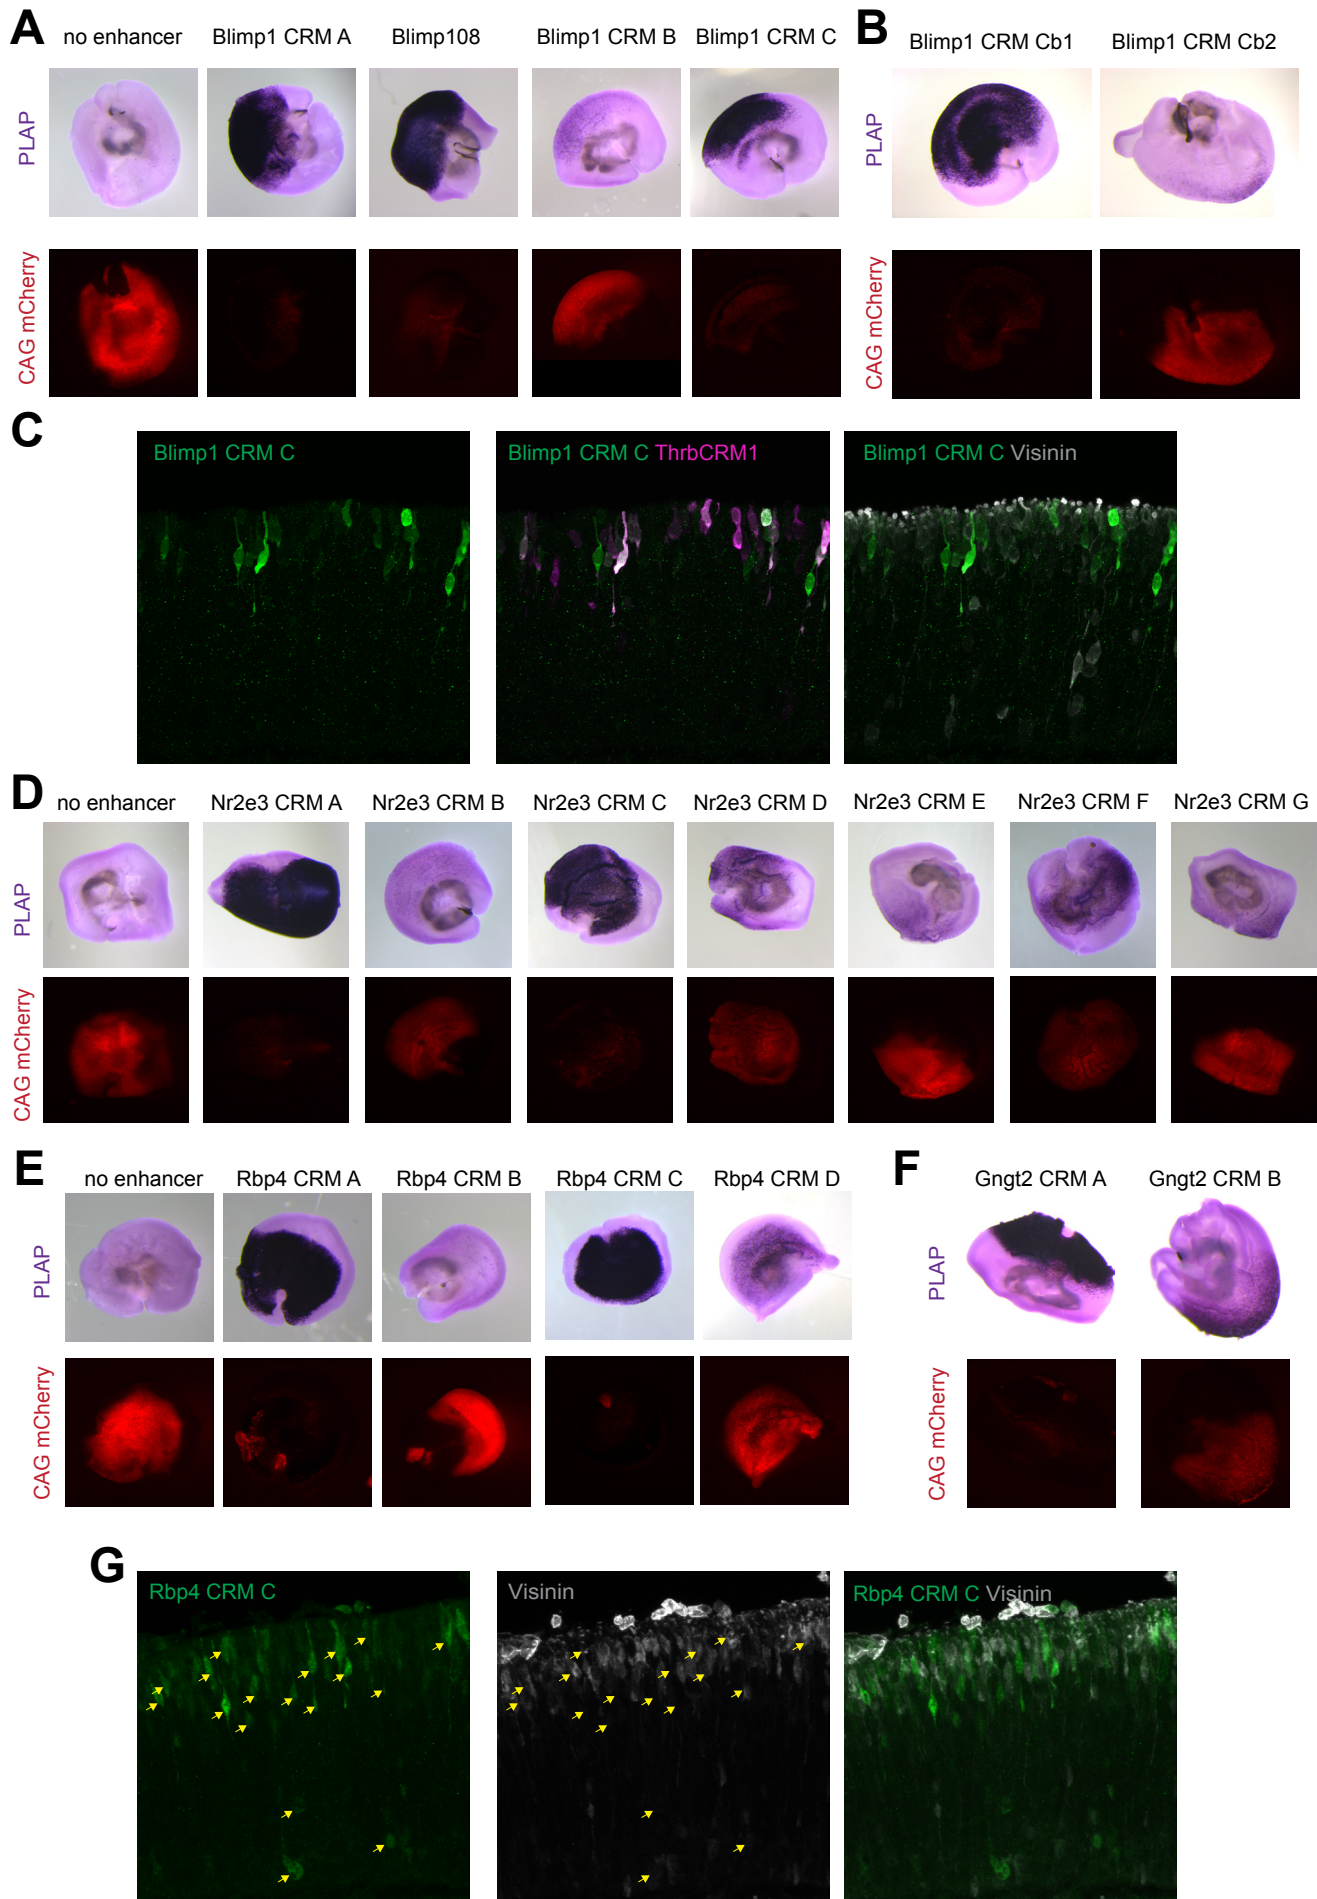 A
no enhancer Blimp1 CRM A Blimp108 Blimp1 CRM B Blimp1 CRM C
PLAP
CAG mCherry
B
Blimp1 CRM Cb1 Blimp1 CRM Cb2
PLAP
CAG mCherry
C
Blimp1 CRM C
Blimp1 CRM C ThrbCRM1
Blimp1 CRM C Visinin
D
no enhancer Nr2e3 CRM A Nr2e3 CRM B Nr2e3 CRM C Nr2e3 CRM D Nr2e3 CRM E Nr2e3 CRM F Nr2e3 CRM G
PLAP
CAG mCherry
E
no enhancer Rbp4 CRM A Rbp4 CRM B Rbp4 CRM C Rbp4 CRM D
PLAP
CAG mCherry
F
Gngt2 CRM A Gngt2 CRM B
PLAP
CAG mCherry
G
Rbp4 CRM C
Visinin
Rbp4 CRM C Visinin